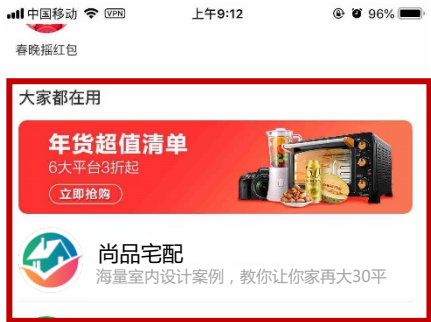 中国移动 VPN 上午9:12 96%
春晚摇红包
大家都在用
年货超值清单
6大平台3折起
立即抢购
尚品宅配
海量室内设计案例，教你让你家再大30平